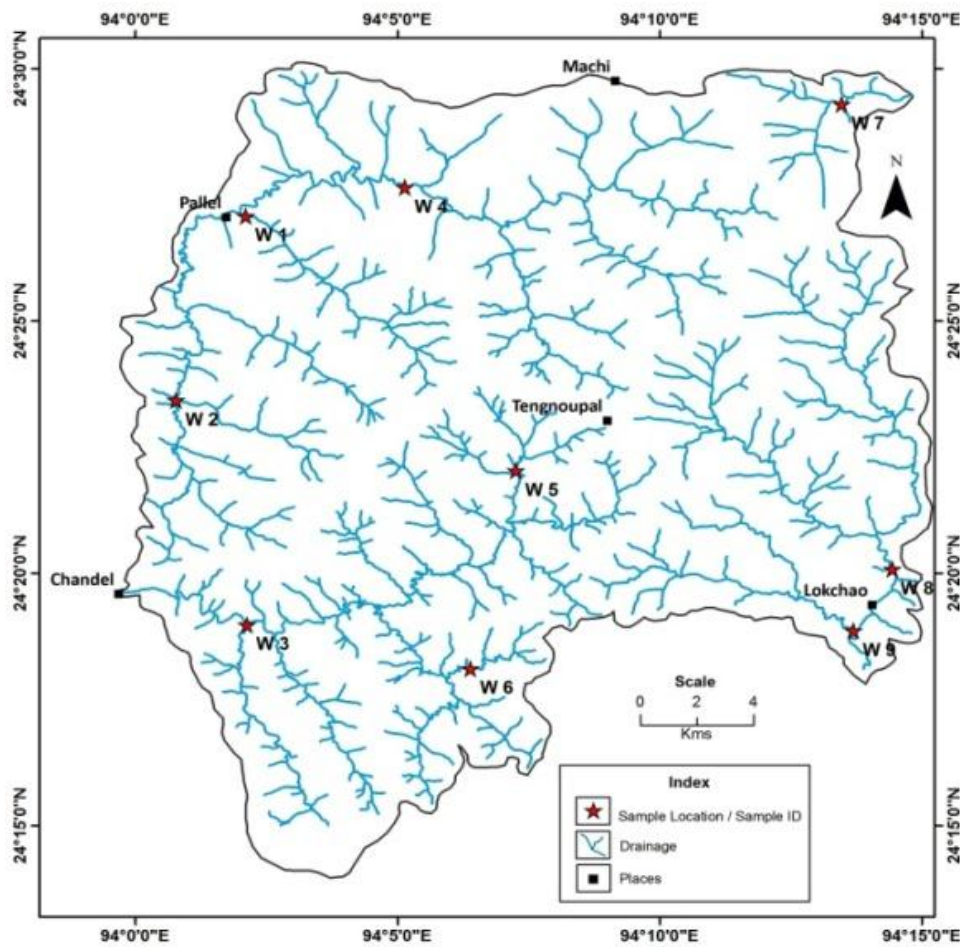 94°0'0"E 94°5'0"E 94°10'0"E 94°15'0"E
24°30'0"N 24°30'0"N
Machi
W 7
N
W 4
Pallel
W 1
24°25'0"N 24°25'0"N
W 2
Tengnoupal
W 5
24°20'0"N 24°20'0"N
Chandel
W 8
Lokchao
W 3
W 9
W 6
Scale
0 2 4
Kms
Index
Sample Location / Sample ID
Drainage
Places
24°15'0"N 24°15'0"N
94°0'0"E 94°5'0"E 94°10'0"E 94°15'0"E